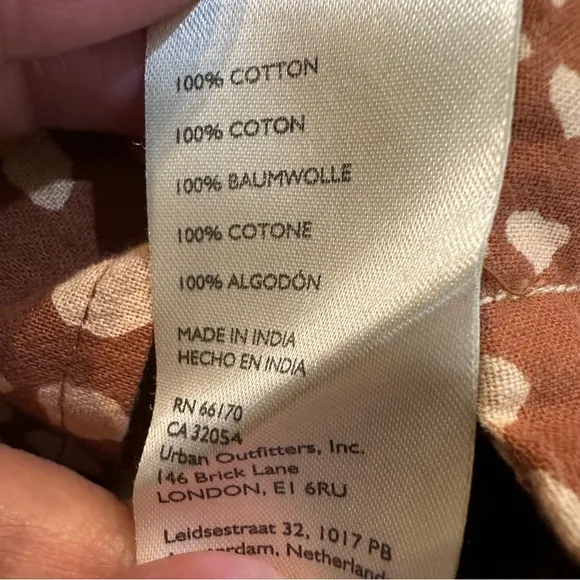 100% COTTON
100% COTON
100% BAUMWOLLE
100% COTONE
100% ALGODÓN
MADE IN INDIA
HECHO EN INDIA
RN 66170
CA 32054
Urban Outfitters, Inc.
146 Brick Lane
LONDON, E1 6RU
Leidsestraat 32, 1017 PB
Netherland